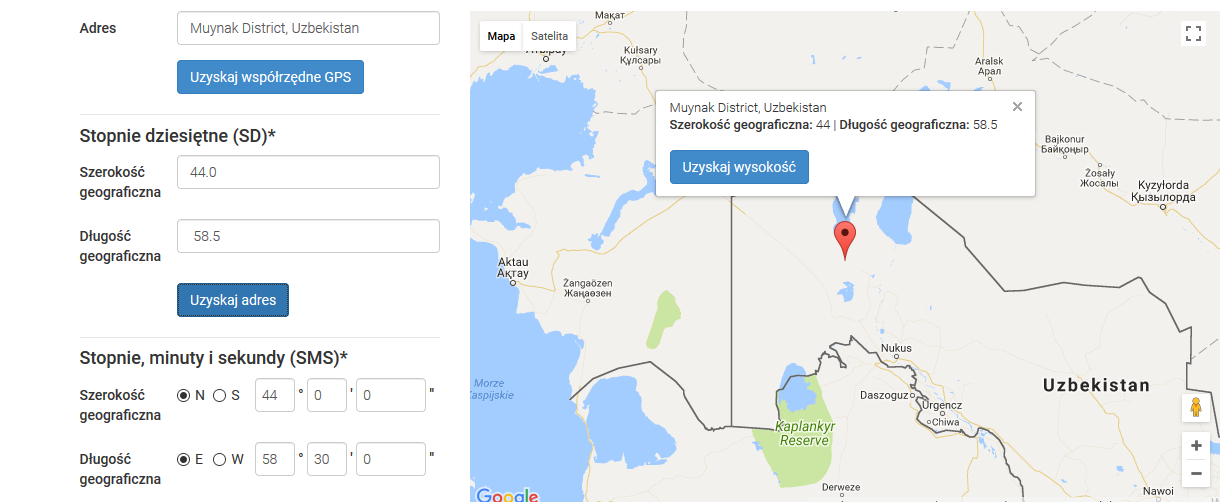 Adres
Muynak District, Uzbekistan
Uzyskaj współrzędne GPS
Stopnie dziesiętne (SD)*
Szerokość
geograficzna
44.0
Długość
geograficzna
58.5
Uzyskaj adres
Stopnie, minuty i sekundy (SMS)*
Szerokość
geograficzna
N S 44 ° 0 ' 0 "
Długość
geograficzna
E W 58 ° 30 ' 0 "
Mapa Satelita
Мақат
Kułsary
Құлсары
Aralsk
Арал
Muynak District, Uzbekistan ×
Szerokość geograficzna: 44 | Długość geograficzna: 58.5
Uzyskaj wysokość
Bajkonur
Байқоңыр
Żosały
Жосалы
Kyzyłorda
Қызылорда
Aktau
Ақтау
Żangaözen
Жаңаөзен
Nukus
Uzbekistan
Morze
Kaspijskie
Daszoguz
Urgencz
Chiwa
Kaplankyr
Reserve
Derweze
Nawoi
Google
+
−